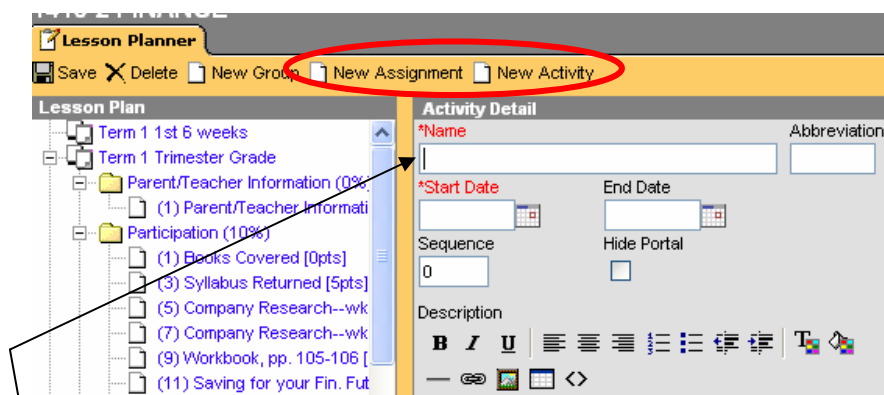 Lesson Planner
Save Delete New Group New Assignment New Activity
Lesson Plan
Term 1 1st 6 weeks
Term 1 Trimester Grade
Parent/Teacher Information (0%)
(1) Parent/Teacher Informati
Participation (10%)
(1) Books Covered [0pts]
(3) Syllabus Returned [5pts]
(5) Company Research--wk
(7) Company Research--wk
(9) Workbook, pp. 105-106 [
(11) Saving for your Fin. Fut
Activity Detail
*Name Abbreviation
*Start Date End Date
Sequence Hide Portal
0
Description
B I U
T